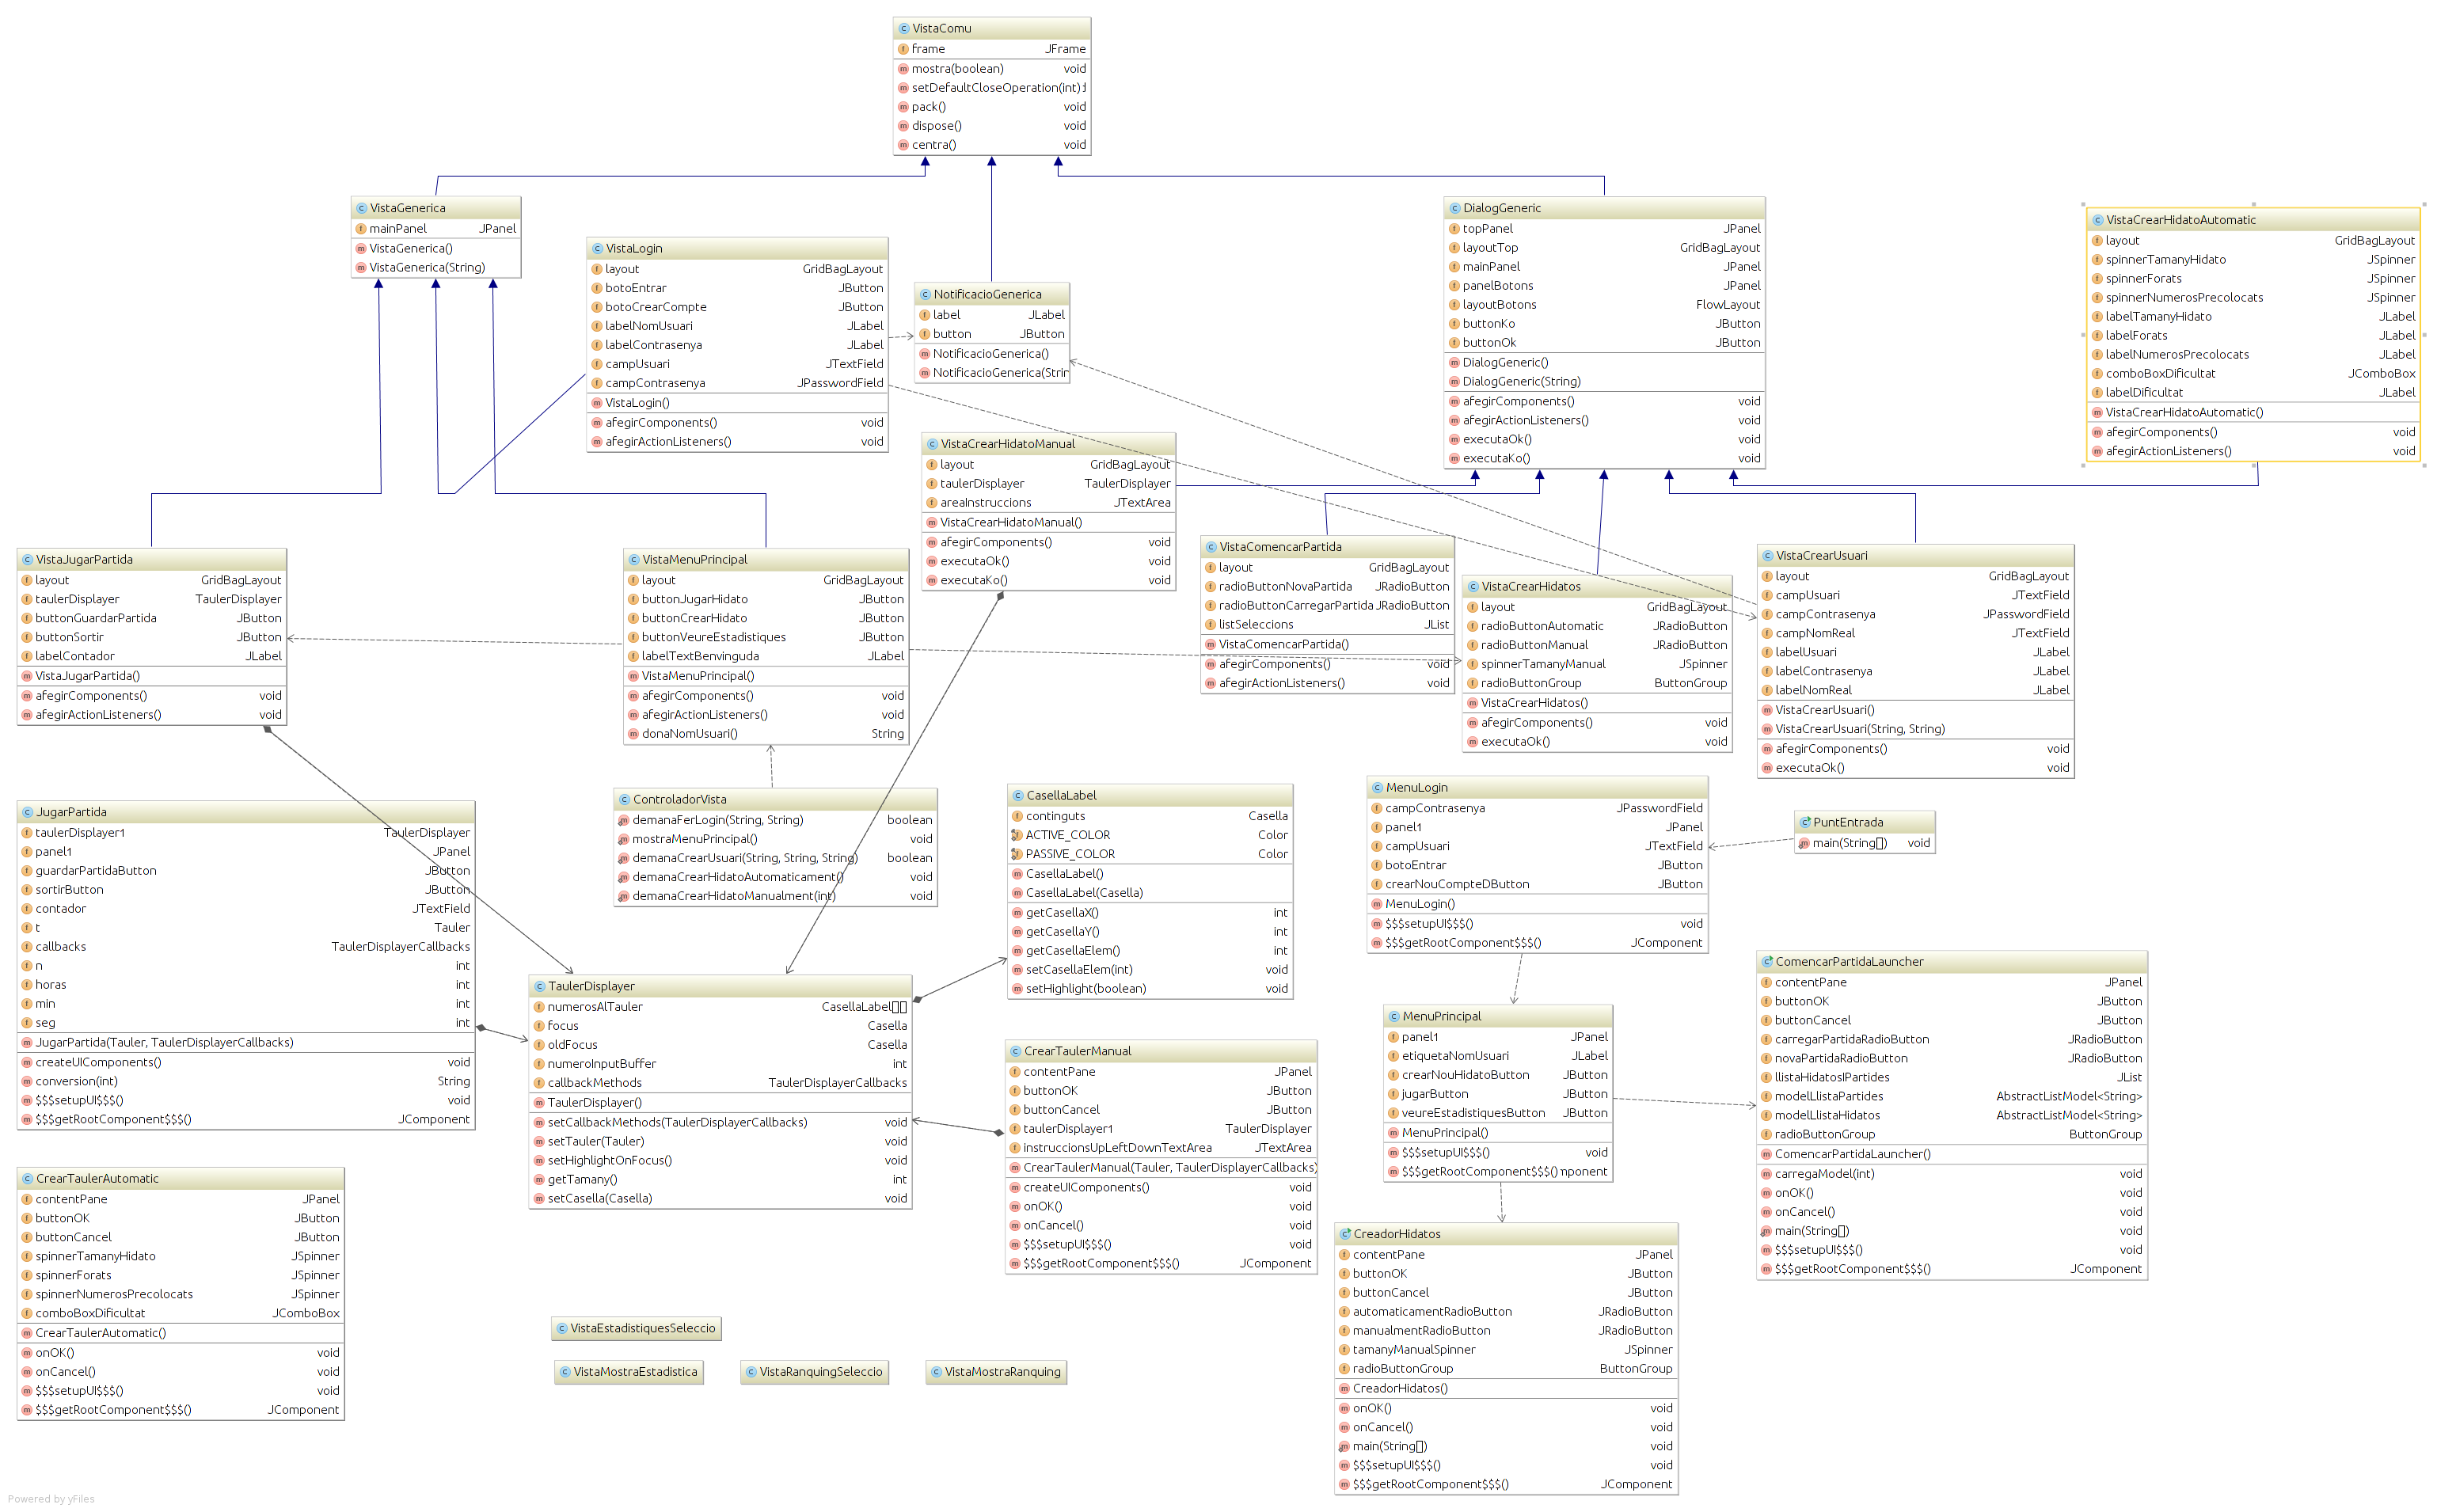 VistaComu
frame JFrame
mostra(boolean) void
setDefaultCloseOperation(int):
pack() void
dispose() void
centra() void
VistaGenerica
mainPanel JPanel
VistaGenerica()
VistaGenerica(String)
VistaLogin
layout GridBagLayout
botoEntrar JButton
botoCrearCompte JButton
labelNomUsuari JLabel
labelContrasenya JLabel
campUsuari JTextField
campContrasenya JPasswordField
VistaLogin()
afegirComponents() void
afegirActionListeners() void
NotificacioGenerica
label JLabel
button JButton
NotificacioGenerica()
NotificacioGenerica(Strin
DialogGeneric
topPanel JPanel
layoutTop GridBagLayout
mainPanel JPanel
panelBotons JPanel
layoutBotons FlowLayout
buttonKo JButton
buttonOk JButton
DialogGeneric()
DialogGeneric(String)
afegirComponents() void
afegirActionListeners() void
executaOk() void
executaKo() void
VistaCrearHidatoAutomatic
layout GridBagLayout
spinnerTamanyHidato JSpinner
spinnerForats JSpinner
spinnerNumerosPrecolocats JSpinner
labelTamanyHidato JLabel
labelForats JLabel
labelNumerosPrecolocats JLabel
comboBoxDificultat JComboBox
labelDificultat JLabel
VistaCrearHidatoAutomatic()
afegirComponents() void
afegirActionListeners() void
VistaCrearHidatoManual
layout GridBagLayout
taulerDisplayer TaulerDisplayer
areaInstruccions JTextArea
VistaCrearHidatoManual()
afegirComponents() void
executaOk() void
executaKo() void
VistaJugarPartida
layout GridBagLayout
taulerDisplayer TaulerDisplayer
buttonGuardarPartida JButton
buttonSortir JButton
labelContador JLabel
VistaJugarPartida()
afegirComponents() void
afegirActionListeners() void
VistaMenuPrincipal
layout GridBagLayout
buttonJugarHidato JButton
buttonCrearHidato JButton
buttonVeureEstadistiques JButton
labelTextBenvinguda JLabel
VistaMenuPrincipal()
afegirComponents() void
afegirActionListeners() void
donaNomUsuari() String
VistaComencarPartida
layout GridBagLayout
radioButtonNovaPartida JRadioButton
radioButtonCarregarPartida JRadioButton
listSeleccions JList
VistaComencarPartida()
afegirComponents() void
afegirActionListeners() void
VistaCrearHidatos
layout GridBagLayout
radioButtonAutomatic JRadioButton
radioButtonManual JRadioButton
spinnerTamanyManual JSpinner
radioButtonGroup ButtonGroup
VistaCrearHidatos()
afegirComponents() void
executaOk() void
VistaCrearUsuari
layout GridBagLayout
campUsuari JTextField
campContrasenya JPasswordField
campNomReal JTextField
labelUsuari JLabel
labelContrasenya JLabel
labelNomReal JLabel
VistaCrearUsuari()
VistaCrearUsuari(String, String)
afegirComponents() void
executaOk() void
JugarPartida
taulerDisplayer1 TaulerDisplayer
panel1 JPanel
guardarPartidaButton JButton
sortirButton JButton
contador JTextField
t Tauler
callbacks TaulerDisplayerCallbacks
n int
horas int
min int
seg int
JugarPartida(Tauler, TaulerDisplayerCallbacks)
createUIComponents() void
conversion(int) String
$$$setupUI$$$() void
$$$getRootComponent$$$() JComponent
ControladorVista
demanaFerLogin(String, String) boolean
mostraMenuPrincipal() void
demanaCrearUsuari(String, String, String) boolean
demanaCrearHidatoAutomaticament() void
demanaCrearHidatoManualment(int) void
CasellaLabel
continguts Casella
ACTIVE_COLOR Color
PASSIVE_COLOR Color
CasellaLabel()
CasellaLabel(Casella)
getCasellaX() int
getCasellaY() int
getCasellaElem() int
setCasellaElem(int) void
setHighlight(boolean) void
MenuLogin
campContrasenya JPasswordField
panel1 JPanel
campUsuari JTextField
botoEntrar JButton
crearNouCompteDButton JButton
MenuLogin()
$$$setupUI$$$() void
$$$getRootComponent$$$() JComponent
PuntEntrada
main(String[]) void
TaulerDisplayer
numerosAlTauler CasellaLabel[][]
focus Casella
oldFocus Casella
numeroInputBuffer int
callbackMethods TaulerDisplayerCallbacks
TaulerDisplayer()
setCallbackMethods(TaulerDisplayerCallbacks) void
setTauler(Tauler) void
setHighlightOnFocus() void
getTamany() int
setCasella(Casella) void
CrearTaulerManual
contentPane JPanel
buttonOK JButton
buttonCancel JButton
taulerDisplayer1 TaulerDisplayer
instruccionsUpLeftDownTextArea JTextArea
CrearTaulerManual(Tauler, TaulerDisplayerCallbacks)
createUIComponents() void
onOK() void
onCancel() void
$$$setupUI$$$() void
$$$getRootComponent$$$() JComponent
MenuPrincipal
panel1 JPanel
etiquetaNomUsuari JLabel
crearNouHidatoButton JButton
jugarButton JButton
veureEstadistiquesButton JButton
MenuPrincipal()
$$$setupUI$$$() void
$$$getRootComponent$$$() nponent
ComencarPartidaLauncher
contentPane JPanel
buttonOK JButton
buttonCancel JButton
carregarPartidaRadioButton JRadioButton
novaPartidaRadioButton JRadioButton
llistaHidatosIPartides JList
modelLlistaPartides AbstractListModel<String>
modelLlistaHidatos AbstractListModel<String>
radioButtonGroup ButtonGroup
ComencarPartidaLauncher()
carregaModel(int) void
onOK() void
onCancel() void
main(String[]) void
$$$setupUI$$$() void
$$$getRootComponent$$$() JComponent
CrearTaulerAutomatic
contentPane JPanel
buttonOK JButton
buttonCancel JButton
spinnerTamanyHidato JSpinner
spinnerForats JSpinner
spinnerNumerosPrecolocats JSpinner
comboBoxDificultat JComboBox
CrearTaulerAutomatic()
onOK() void
onCancel() void
$$$setupUI$$$() void
$$$getRootComponent$$$() JComponent
CreadorHidatos
contentPane JPanel
buttonOK JButton
buttonCancel JButton
automaticamentRadioButton JRadioButton
manualmentRadioButton JRadioButton
tamanyManualSpinner JSpinner
radioButtonGroup ButtonGroup
CreadorHidatos()
onOK() void
onCancel() void
main(String[]) void
$$$setupUI$$$() void
$$$getRootComponent$$$() JComponent
VistaEstadistiquesSeleccio
VistaMostraEstadistica
VistaRanquingSeleccio
VistaMostraRanquing
Powered by yFiles